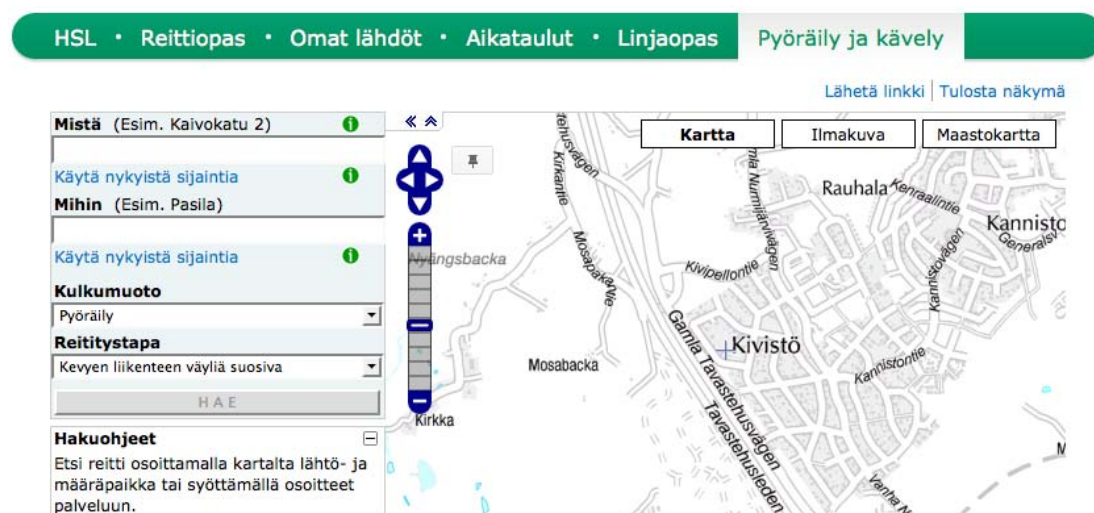 HSL • Reittiopas • Omat lähdöt • Aikataulut • Linjaopas Pyöräily ja kävely
Lähetä linkki | Tulosta näkymä
Mistä (Esim. Kaivokatu 2)
Käytä nykyistä sijaintia
Mihin (Esim. Pasila)
Käytä nykyistä sijaintia
Kulkumuoto
Pyöräily
Reititystapa
Kevyen liikenteen väyliä suosiva
HAE
Hakuohjeet
Etsi reitti osoittamalla kartalta lähtö- ja
määräpaikka tai syöttämällä osoitteet
palveluun.
Kartta
Ilmakuva
Maastokartta
Kirkantie
Rauhala
Kenraalintie
Kannisto
Generalsv
Mosapakantie
Kivipellontie
Kannistovägen
Kivistö
Gamla Tavastehusvägen
Mosabacka
Kannistontie
Tavastehusleden
Kirkka
Vanha N
M